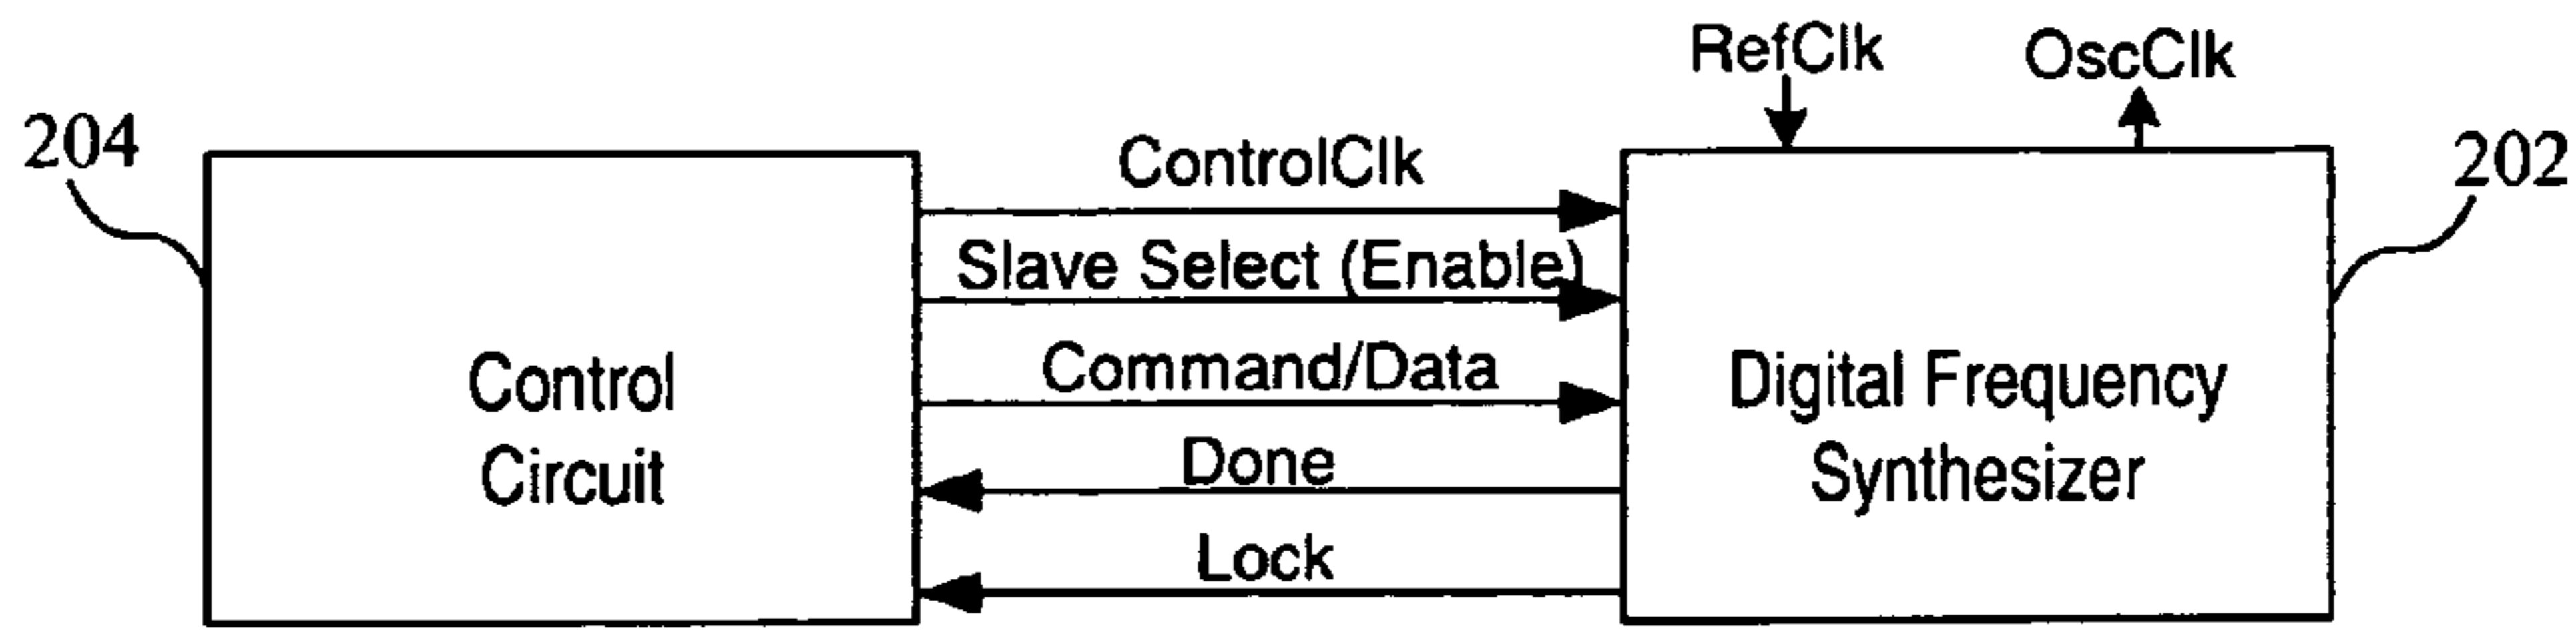 RefClk
OscClk
204
202
ControlClk
Slave Select (Enable)
Command/Data
Control
Circuit
Digital Frequency
Synthesizer
Done
Lock